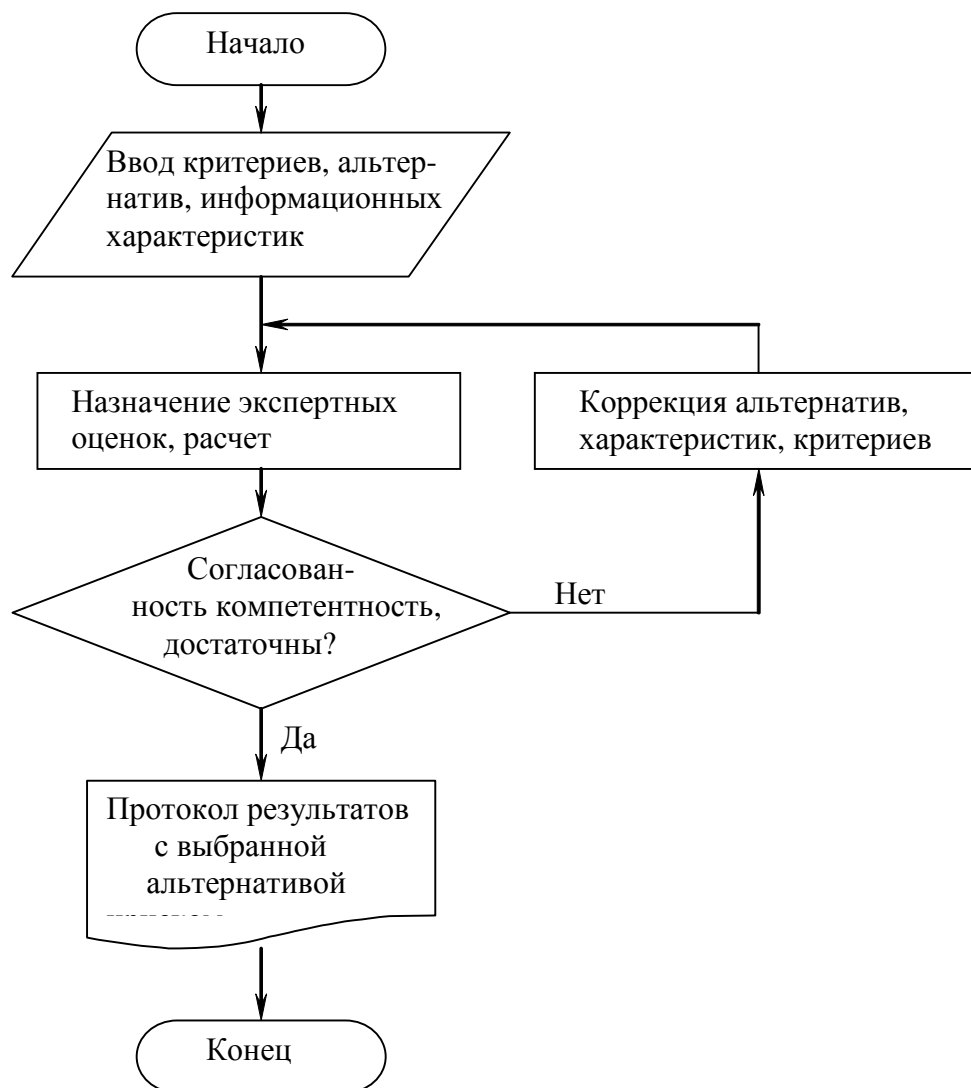 Начало
Ввод критериев, альтер-
натив, информационных
характеристик
Назначение экспертных
оценок, расчет
Коррекция альтернатив,
характеристик, критериев
Согласован-
ность компетентность,
достаточны?
Нет
Да
Протокол результатов
с выбранной
альтернативой
Конец